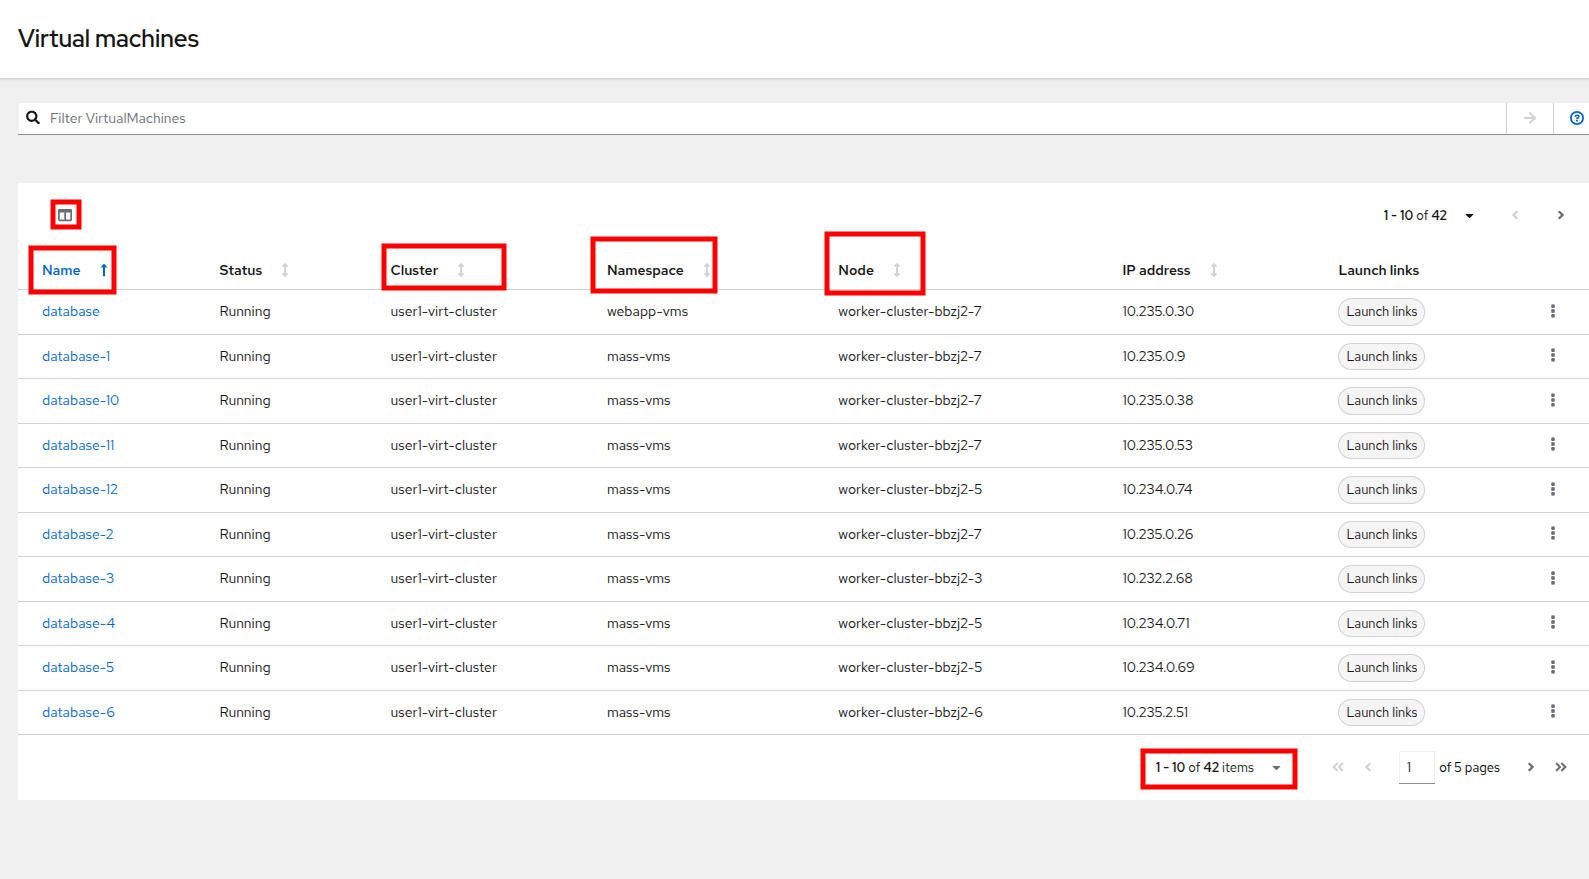 Virtual machines
Filter VirtualMachines
1 - 10 of 42
Name Status Cluster Namespace Node IP address Launch links
database Running user1-virt-cluster webapp-vms worker-cluster-bbzj2-7 10.235.0.30 Launch links
database-1 Running user1-virt-cluster mass-vms worker-cluster-bbzj2-7 10.235.0.9 Launch links
database-10 Running user1-virt-cluster mass-vms worker-cluster-bbzj2-7 10.235.0.38 Launch links
database-11 Running user1-virt-cluster mass-vms worker-cluster-bbzj2-7 10.235.0.53 Launch links
database-12 Running user1-virt-cluster mass-vms worker-cluster-bbzj2-5 10.234.0.74 Launch links
database-2 Running user1-virt-cluster mass-vms worker-cluster-bbzj2-7 10.235.0.26 Launch links
database-3 Running user1-virt-cluster mass-vms worker-cluster-bbzj2-3 10.232.2.68 Launch links
database-4 Running user1-virt-cluster mass-vms worker-cluster-bbzj2-5 10.234.0.71 Launch links
database-5 Running user1-virt-cluster mass-vms worker-cluster-bbzj2-5 10.234.0.69 Launch links
database-6 Running user1-virt-cluster mass-vms worker-cluster-bbzj2-6 10.235.2.51 Launch links
1 - 10 of 42 items 1 of 5 pages